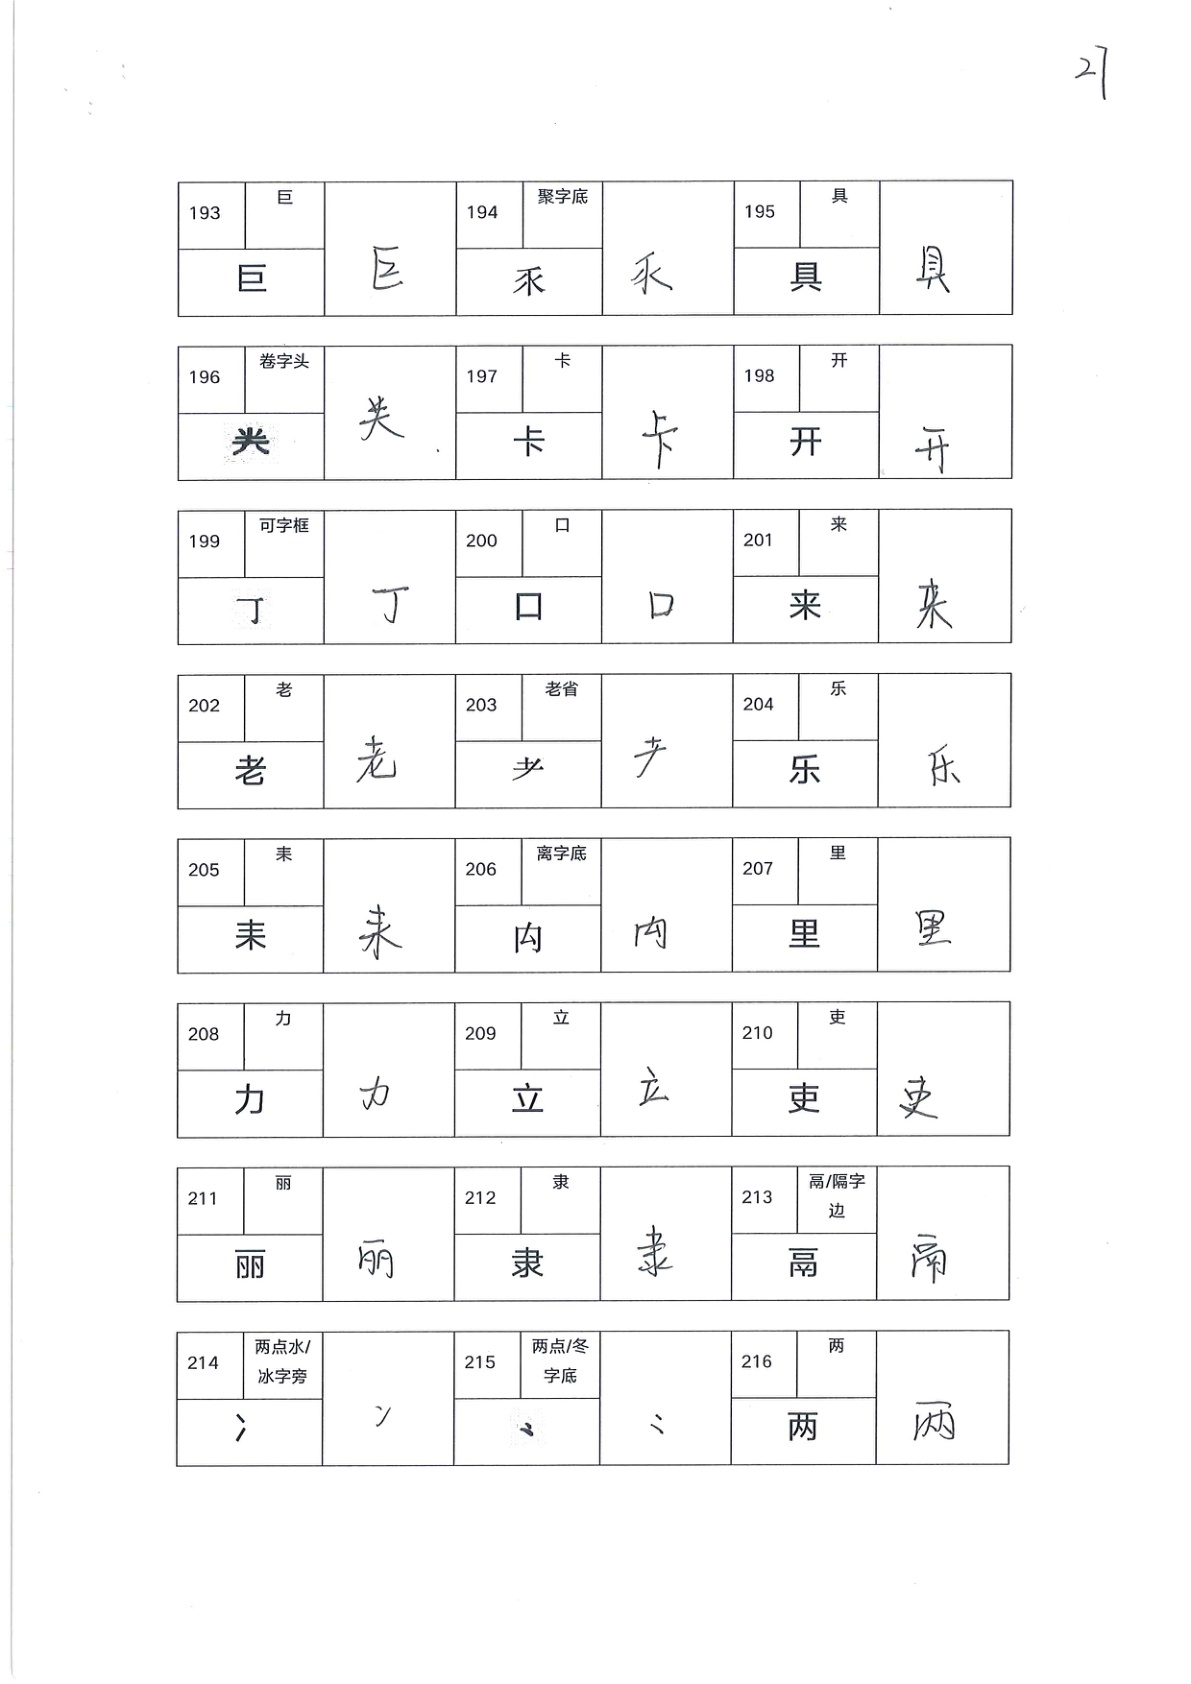 27
193 巨 巨 巨 194 聚字底 乑 乑 195 具 具 具
196 卷字头 龹 龹 197 卡 卡 卡 198 开 开 开
199 可字框 丁 丁 200 口 口 口 201 来 来 来
202 老 老 老 203 老省 耂 耂 204 乐 乐 乐
205 耒 耒 耒 206 离字底 禸 禸 207 里 里 里
208 力 力 力 209 立 立 立 210 吏 吏 吏
211 丽 丽 丽 212 隶 隶 隶 213 鬲/隔字边 鬲 鬲
214 两点水/冰字旁 冫 冫 215 两点/冬字底 ⺀ ⺀ 216 两 两 两